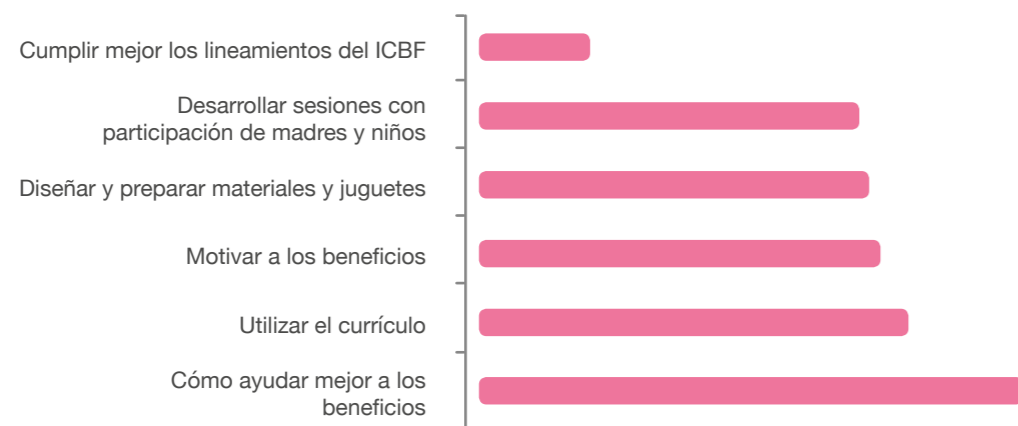 Cumplir mejor los lineamientos del ICBF
Desarrollar sesiones con
participación de madres y niños
Diseñar y preparar materiales y juguetes
Motivar a los beneficios
Utilizar el currículo
Cómo ayudar mejor a los
beneficios